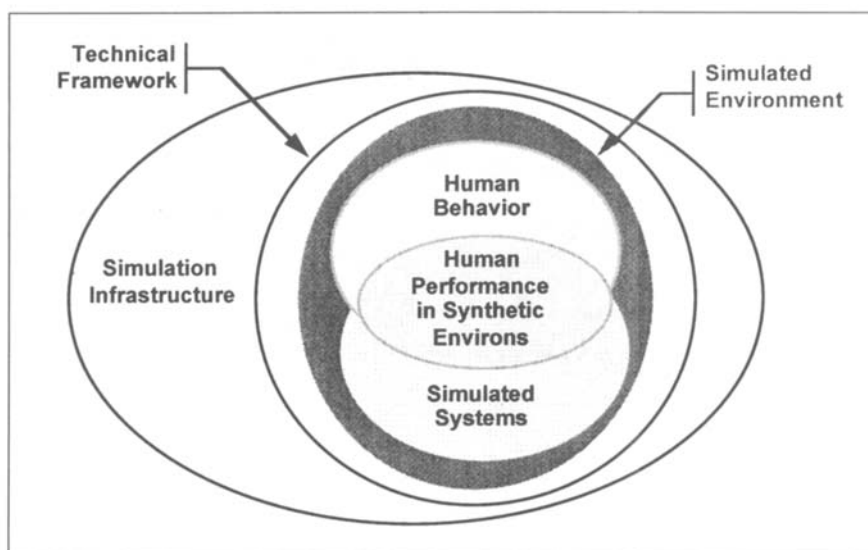 Technical
Framework
Simulated
Environment
Human
Behavior
Simulation
Infrastructure
Human
Performance
in Synthetic
Environs
Simulated
Systems